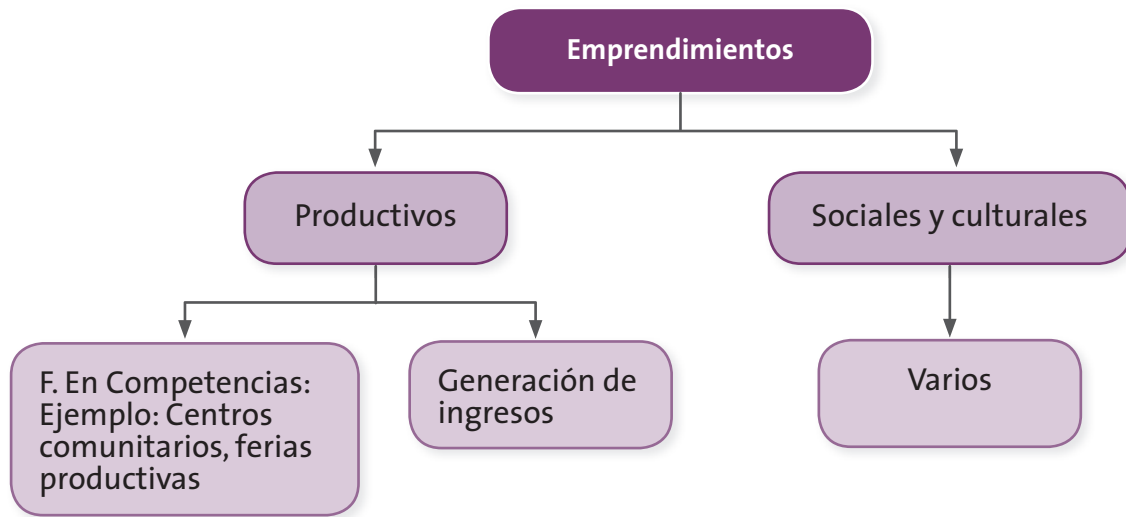 Emprendimientos
Productivos
Sociales y culturales
F. En Competencias:
Ejemplo: Centros
comunitarios, ferias
productivas
Generación de
ingresos
Varios